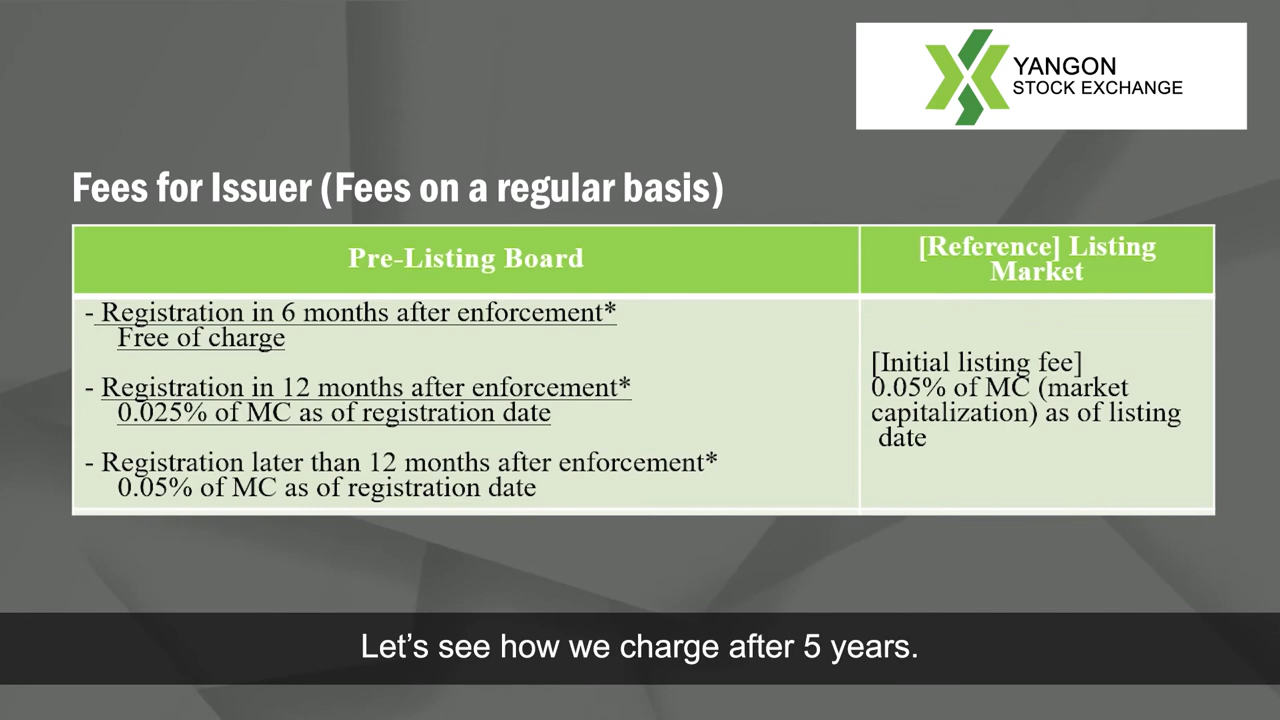 YANGON
STOCK EXCHANGE
Fees for Issuer (Fees on a regular basis)
Pre-Listing Board
[Reference] Listing
Market
- Registration in 6 months after enforcement*
Free of charge
- Registration in 12 months after enforcement*
0.025% of MC as of registration date
- Registration later than 12 months after enforcement*
0.05% of MC as of registration date
[Initial listing fee]
0.05% of MC (market
capitalization) as of listing
date
Let’s see how we charge after 5 years.